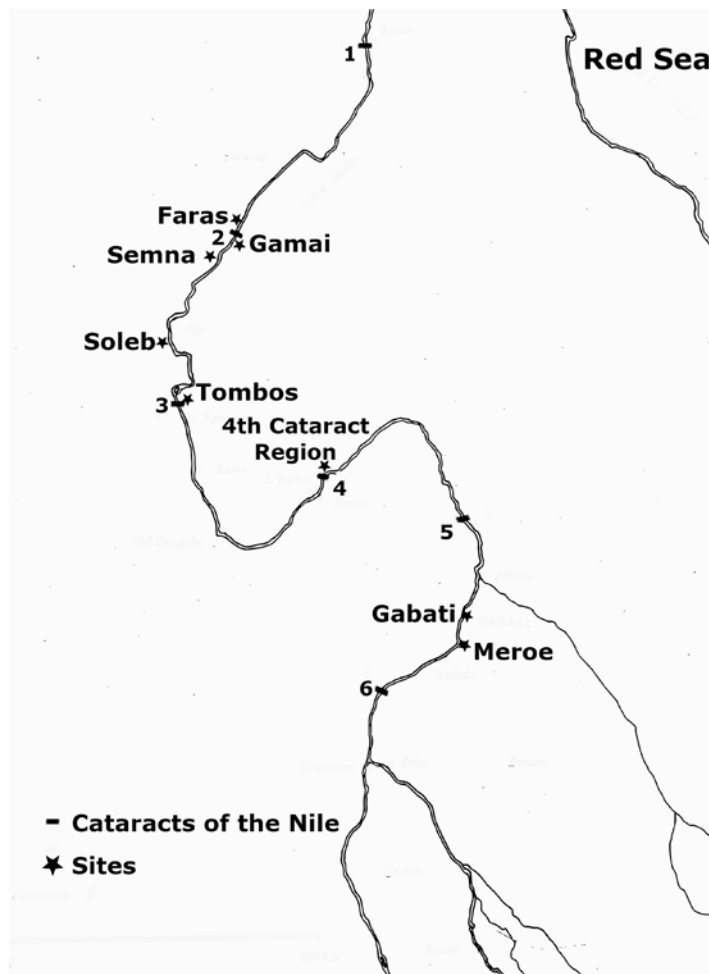 1
Red Sea
Faras
2
Gamai
Semna
Soleb
Tombos
3
4th Cataract
Region
4
5
Gabati
Meroe
6
Cataracts of the Nile
Sites